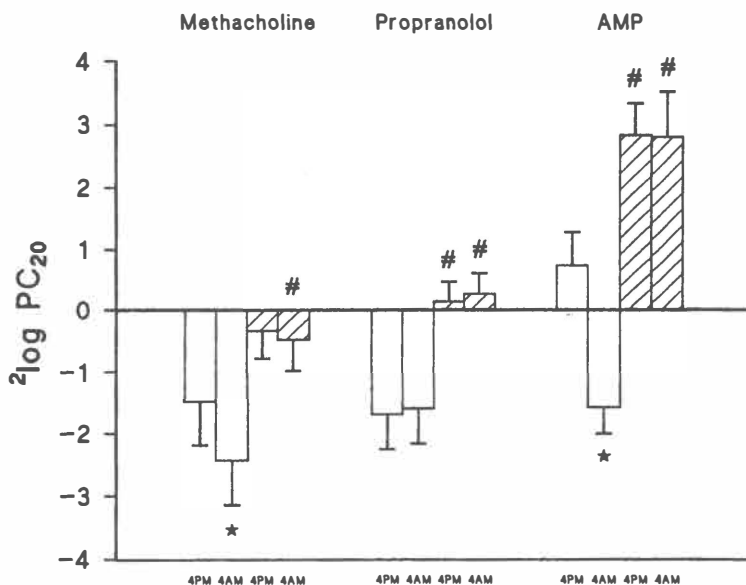 Methacholine Propranolol AMP
4
3
2
1
0
-1
-2
-3
-4
²log PC₂₀
# # # # #
★ ★
4PM 4AM 4PM 4AM 4PM 4AM 4PM 4AM 4PM 4AM 4PM 4AM